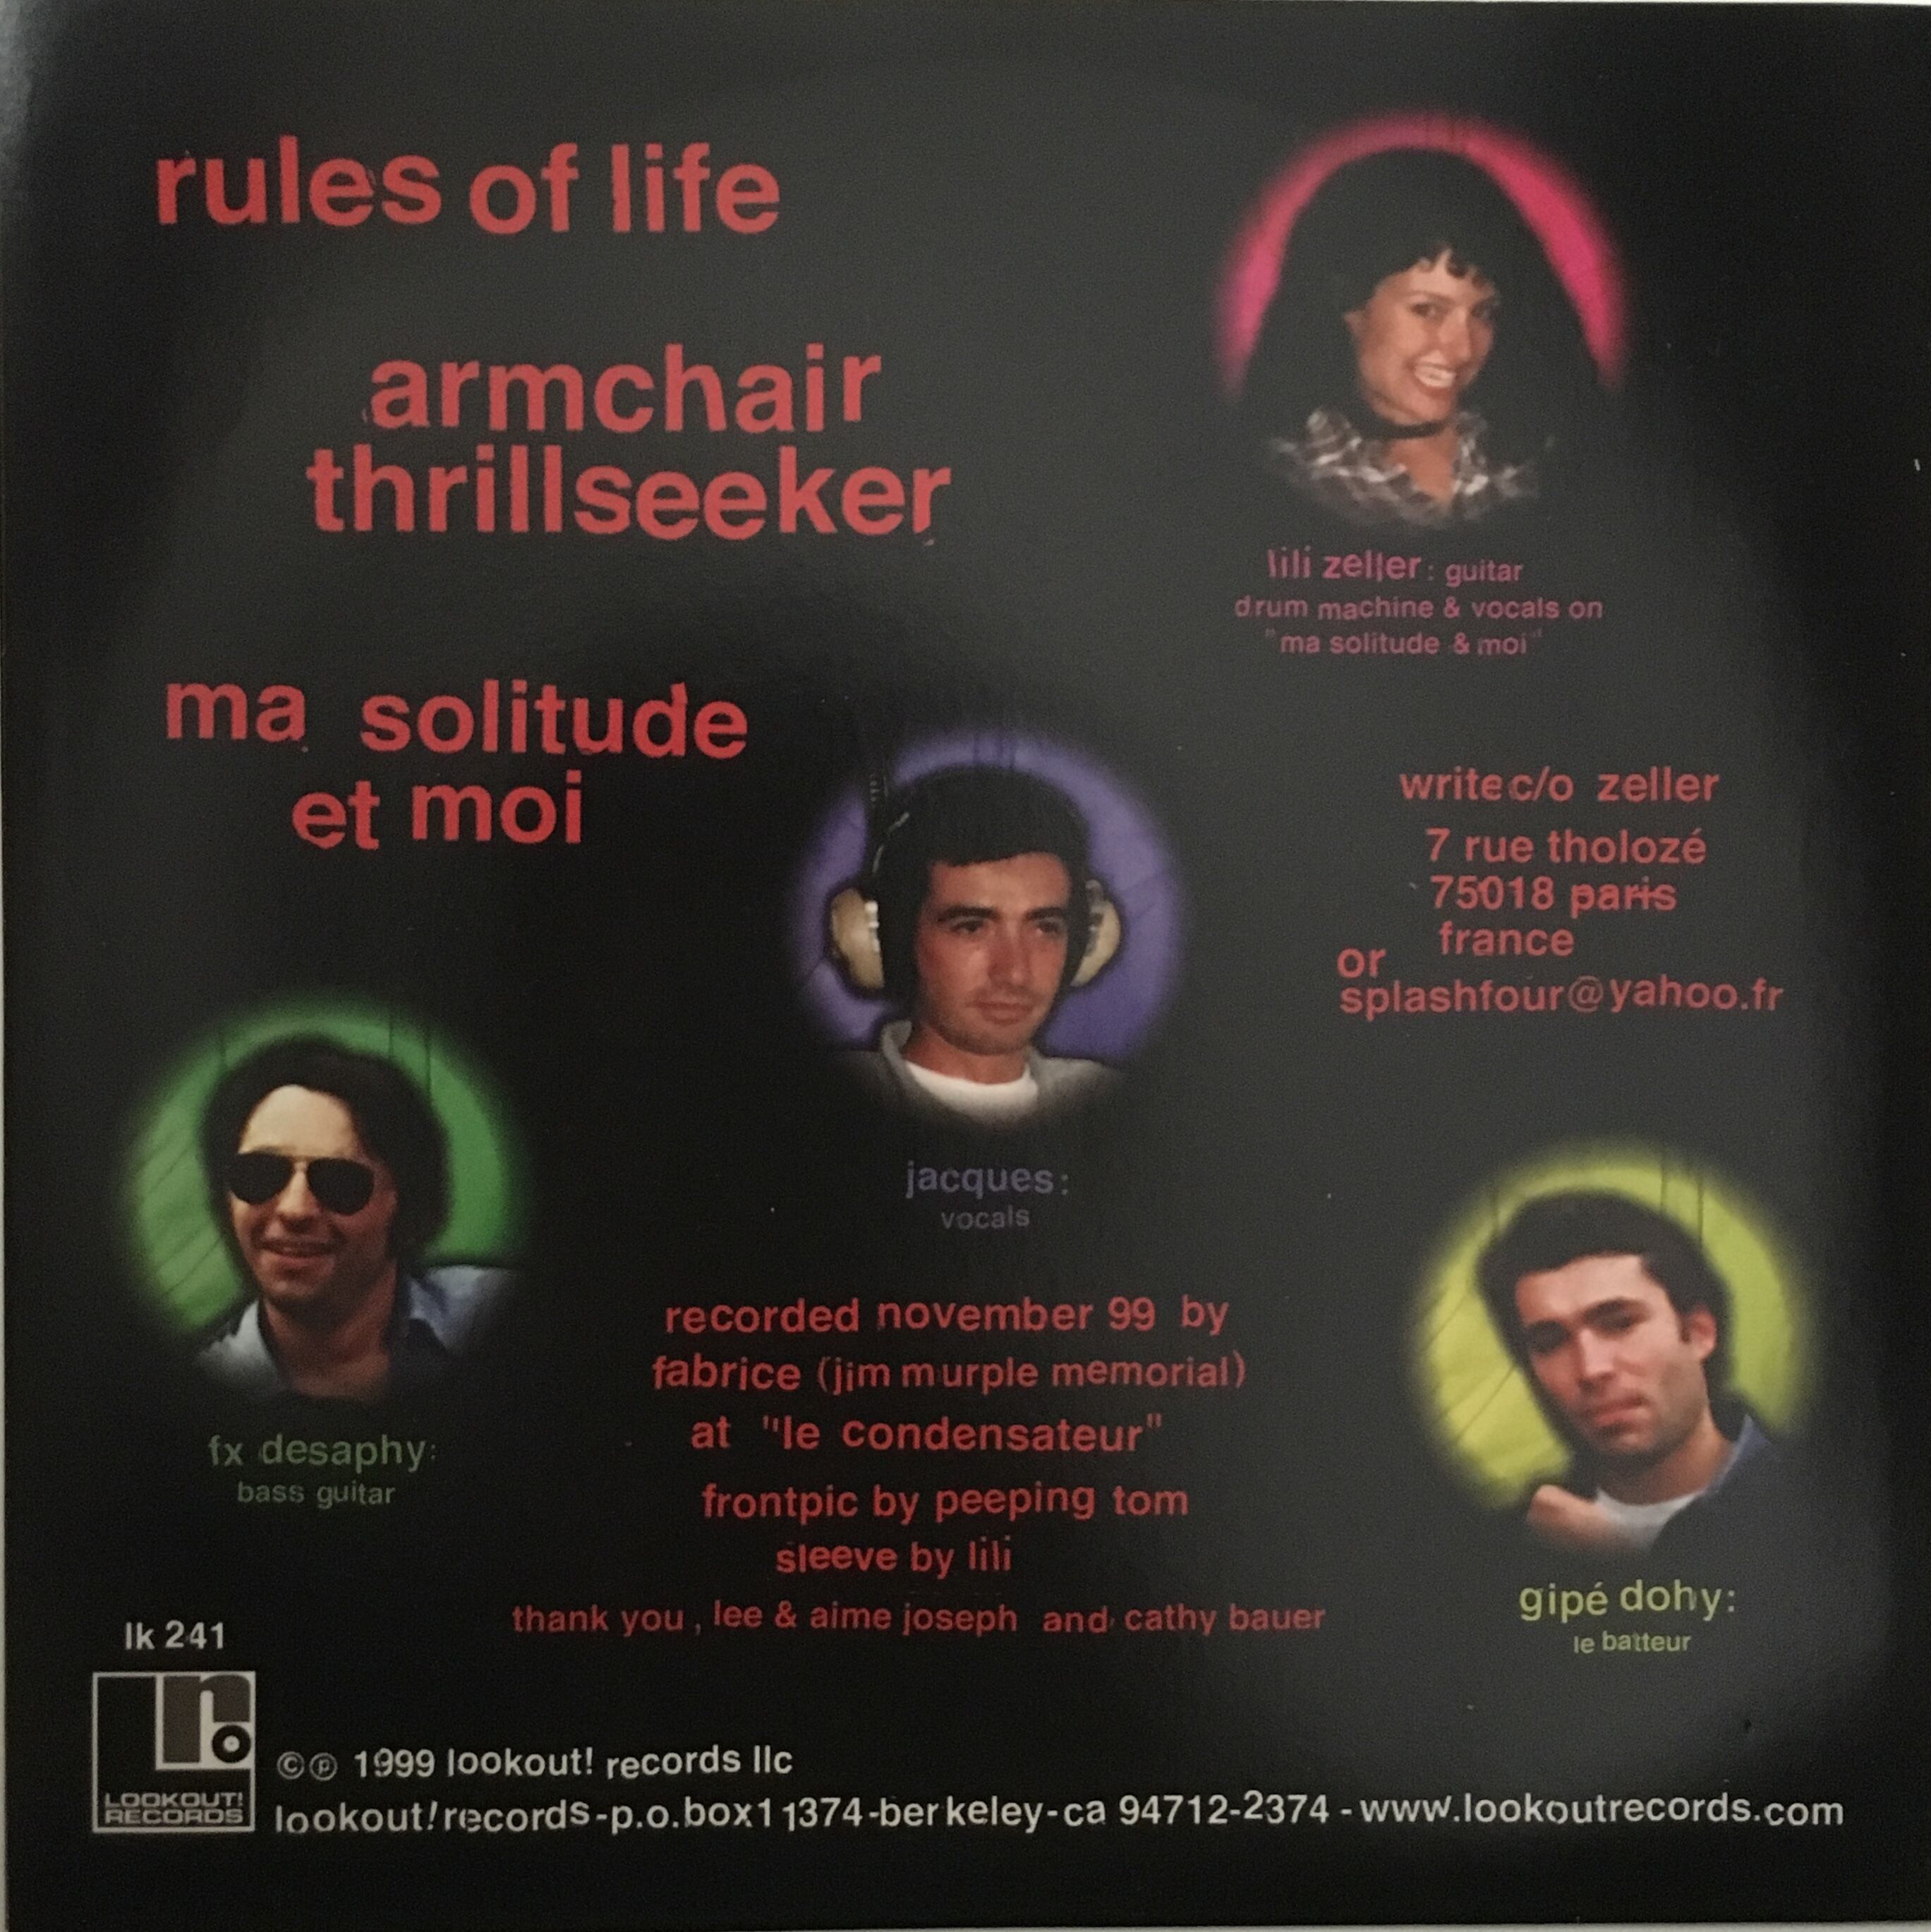 rules of life
armchair
thrillseeker
ma solitude
et moi
lili zeller: guitar
drum machine & vocals on
"ma solitude & moi"
write c/o zeller
7 rue tholozé
75018 paris
france
or
splashfour@yahoo.fr
jacques:
vocals
fx desaphy:
bass guitar
recorded november 99 by
fabrice (jim murple memorial)
at "le condensateur"
frontpic by peeping tom
sleeve by lili
thank you, lee & aime joseph and cathy bauer
gipé dohy:
le batteur
lk 241
lro
LOOKOUT!
RECORDS
©℗ 1999 lookout! records llc
lookout! records-p.o.box11374-berkeley-ca 94712-2374 - www.lookoutrecords.com